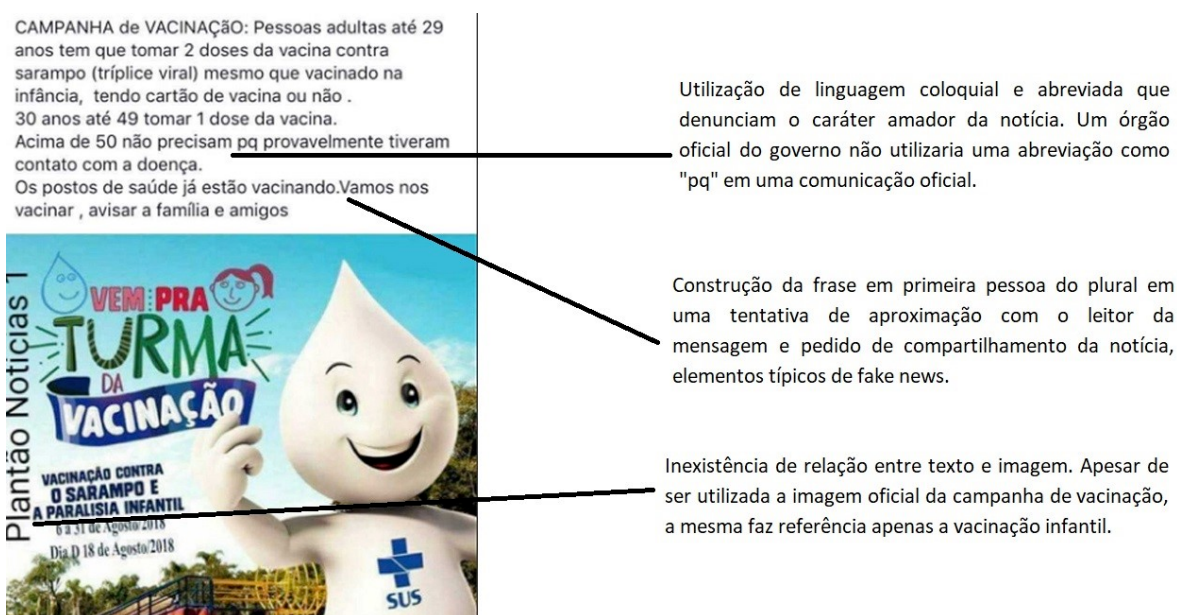 CAMPANHA de VACINAÇãO: Pessoas adultas até 29
anos tem que tomar 2 doses da vacina contra
sarampo (tríplice viral) mesmo que vacinado na
infância, tendo cartão de vacina ou não .
30 anos até 49 tomar 1 dose da vacina.
Acima de 50 não precisam pq provavelmente tiveram
contato com a doença.
Os postos de saúde já estão vacinando.Vamos nos
vacinar , avisar a família e amigos
Plantão Notícias 1
VEM PRA
TURMA
DA
VACINAÇÃO
VACINAÇÃO CONTRA
O SARAMPO E
A PARALISIA INFANTIL
6 a 31 de Agosto/2018
Dia D 18 de Agosto/2018
SUS
Utilização de linguagem coloquial e abreviada que
denunciam o caráter amador da notícia. Um órgão
oficial do governo não utilizaria uma abreviação como
"pq" em uma comunicação oficial.
Construção da frase em primeira pessoa do plural em
uma tentativa de aproximação com o leitor da
mensagem e pedido de compartilhamento da notícia,
elementos típicos de fake news.
Inexistência de relação entre texto e imagem. Apesar de
ser utilizada a imagem oficial da campanha de vacinação,
a mesma faz referência apenas a vacinação infantil.